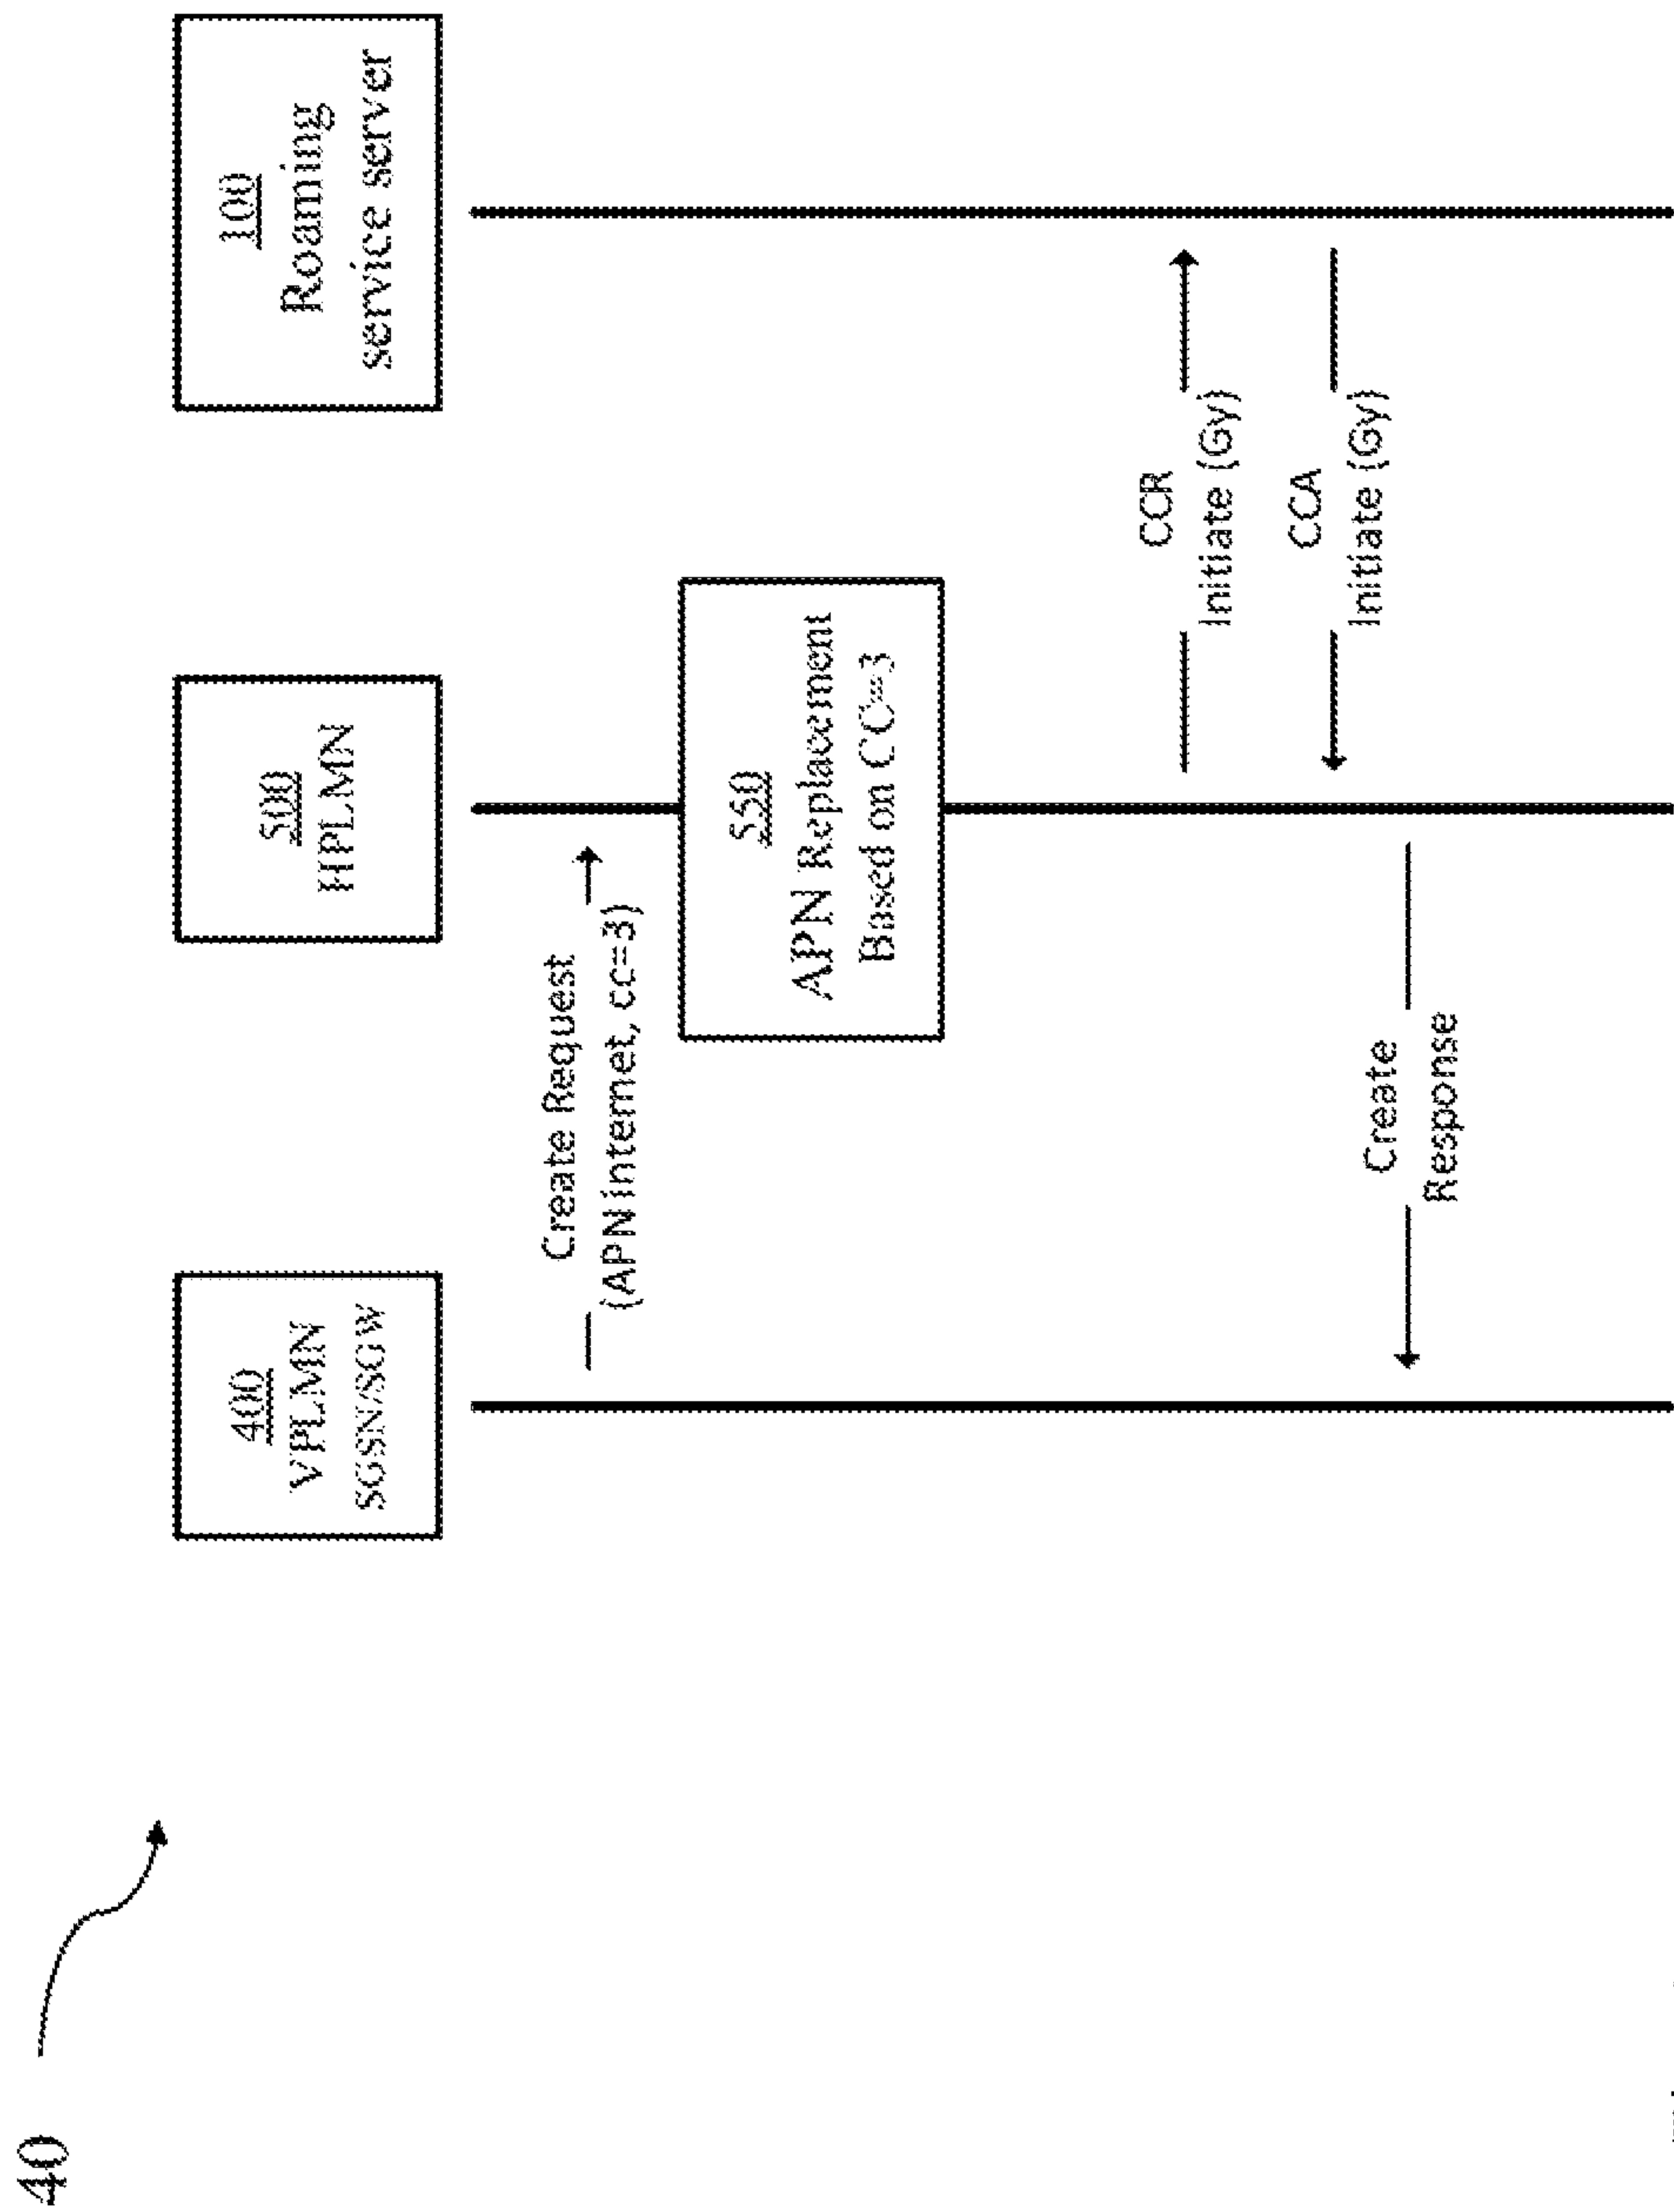 40
400
VPLMN
SGSN/SGW
500
HPLMN
100
Roaming
service server
Create Request
(APN internet, cc=3)
550
APN Replacement
Based on CC=3
CCR
Initiate (Gy)
CCA
Initiate (Gy)
Create
Response